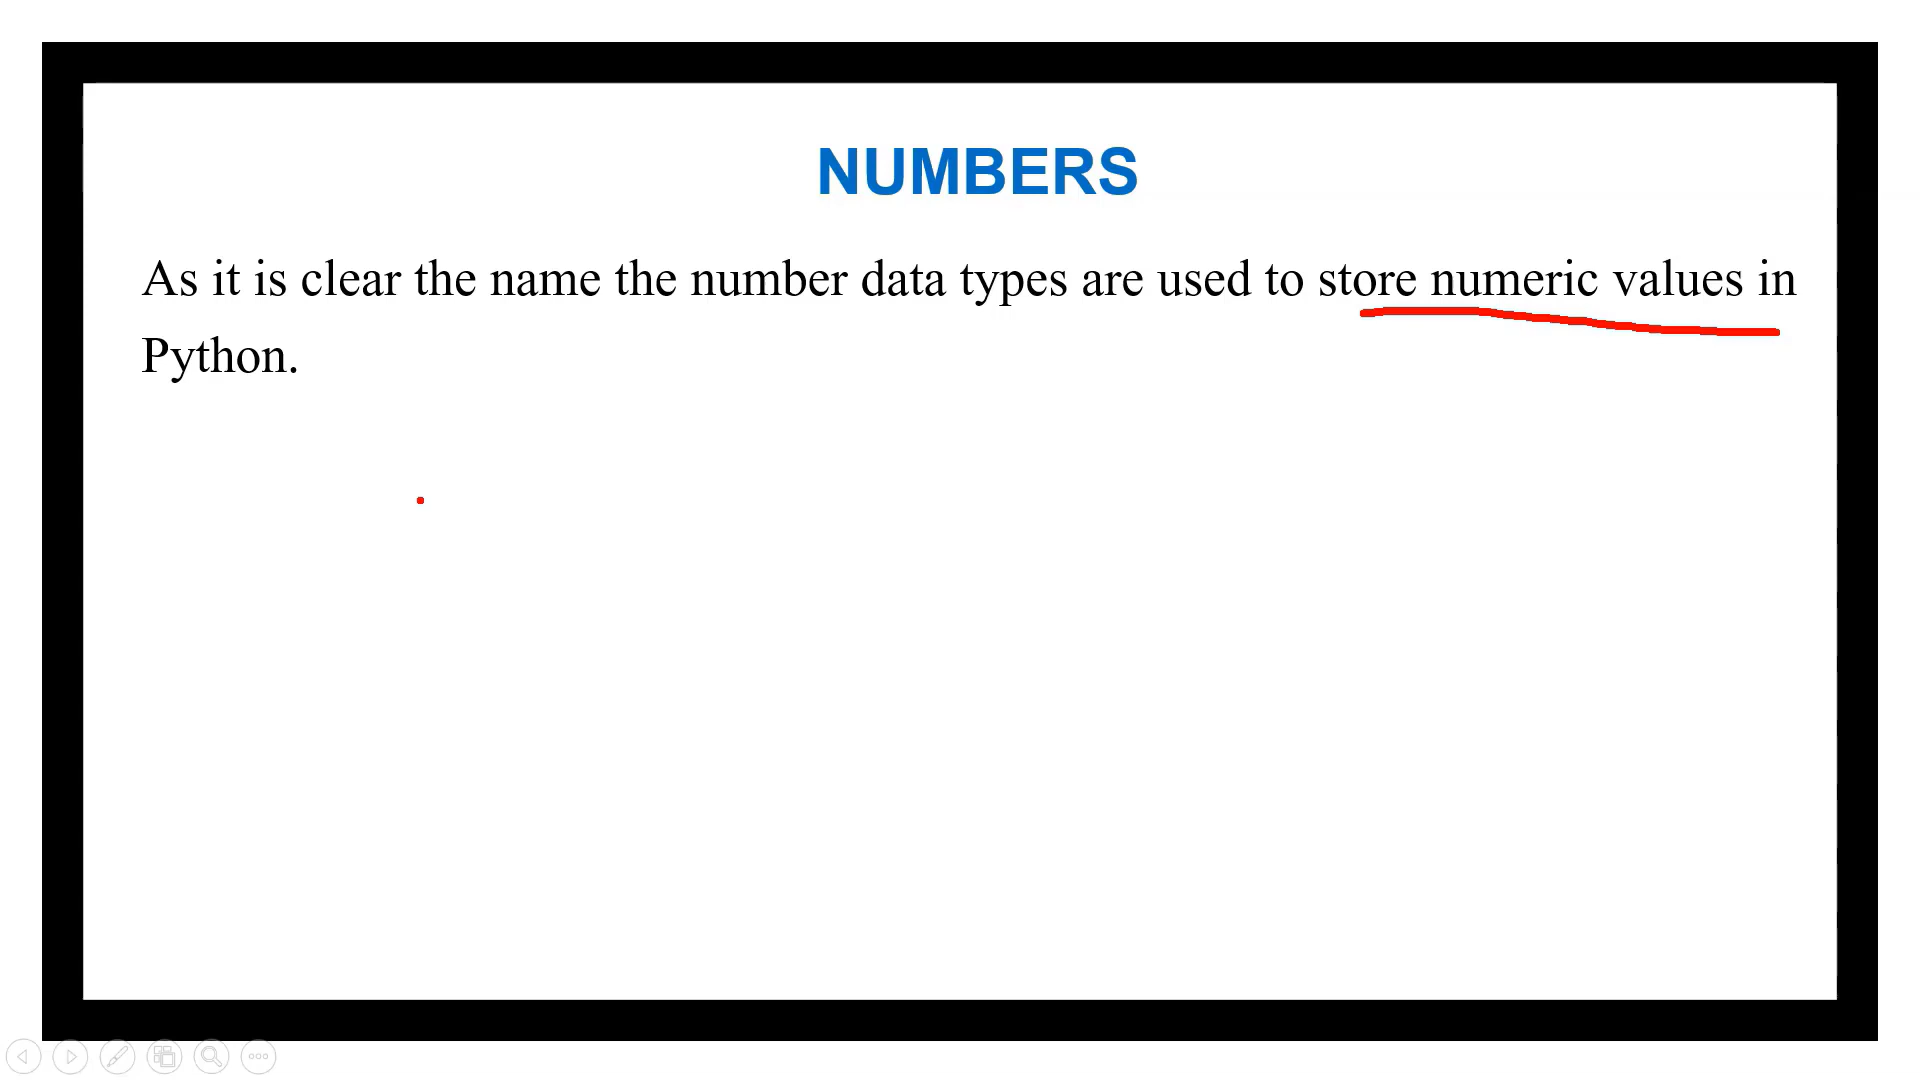 NUMBERS
As it is clear the name the number data types are used to store numeric values in
Python.